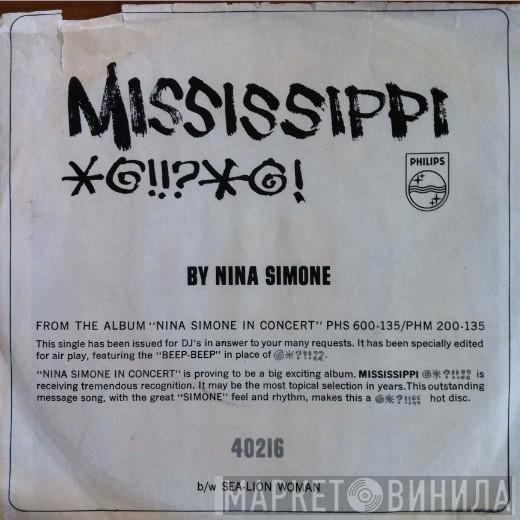 MISSISSIPPI
*@!!?*@!
PHILIPS
BY NINA SIMONE
FROM THE ALBUM "NINA SIMONE IN CONCERT" PHS 600-135/PHM 200-135
This single has been issued for DJ's in answer to your many requests. It has been specially edited
for air play, featuring the "BEEP-BEEP" in place of @*?!!??.
"NINA SIMONE IN CONCERT" is proving to be a big exciting album. MISSISSIPPI @*?!!?? is
receiving tremendous recognition. It may be the most topical selection in years. This outstanding
message song, with the great "SIMONE" feel and rhythm, makes this a @*?!!?? hot disc.
40216
b/w SEA-LION WOMAN
МАРКЕТ ВИНИЛА